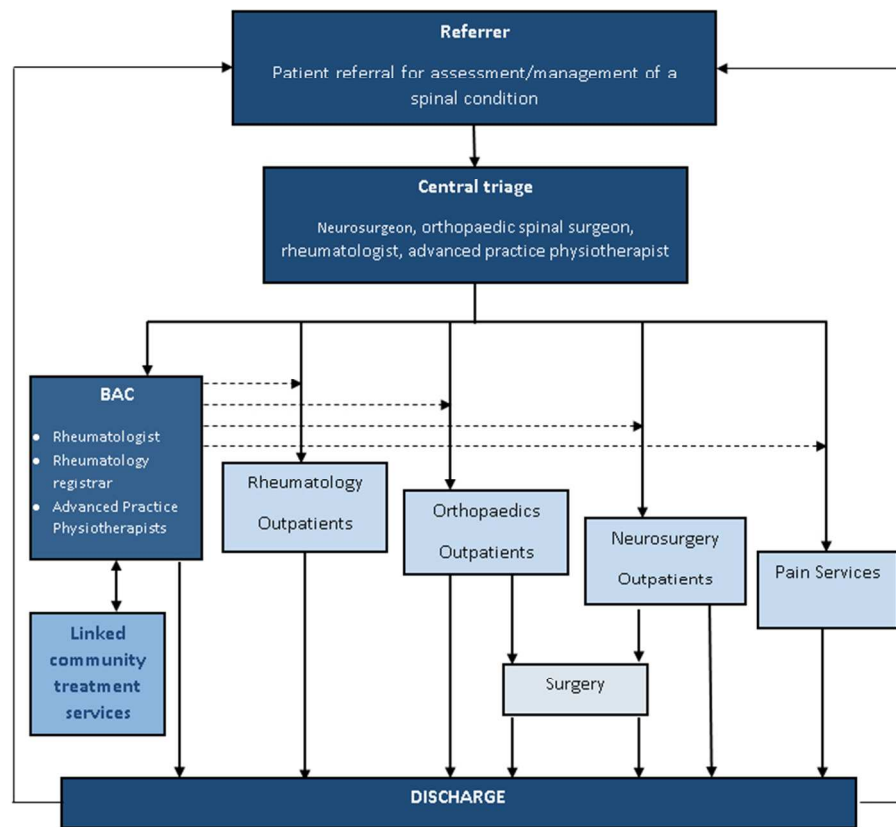 Referrer
Patient referral for assessment/management of a
spinal condition
Central triage
Neurosurgeon, orthopaedic spinal surgeon,
rheumatologist, advanced practice physiotherapist
BAC
• Rheumatologist
• Rheumatology
registrar
• Advanced Practice
Physiotherapists
Rheumatology
Outpatients
Orthopaedics
Outpatients
Neurosurgery
Outpatients
Pain Services
Linked
community
treatment
services
Surgery
DISCHARGE